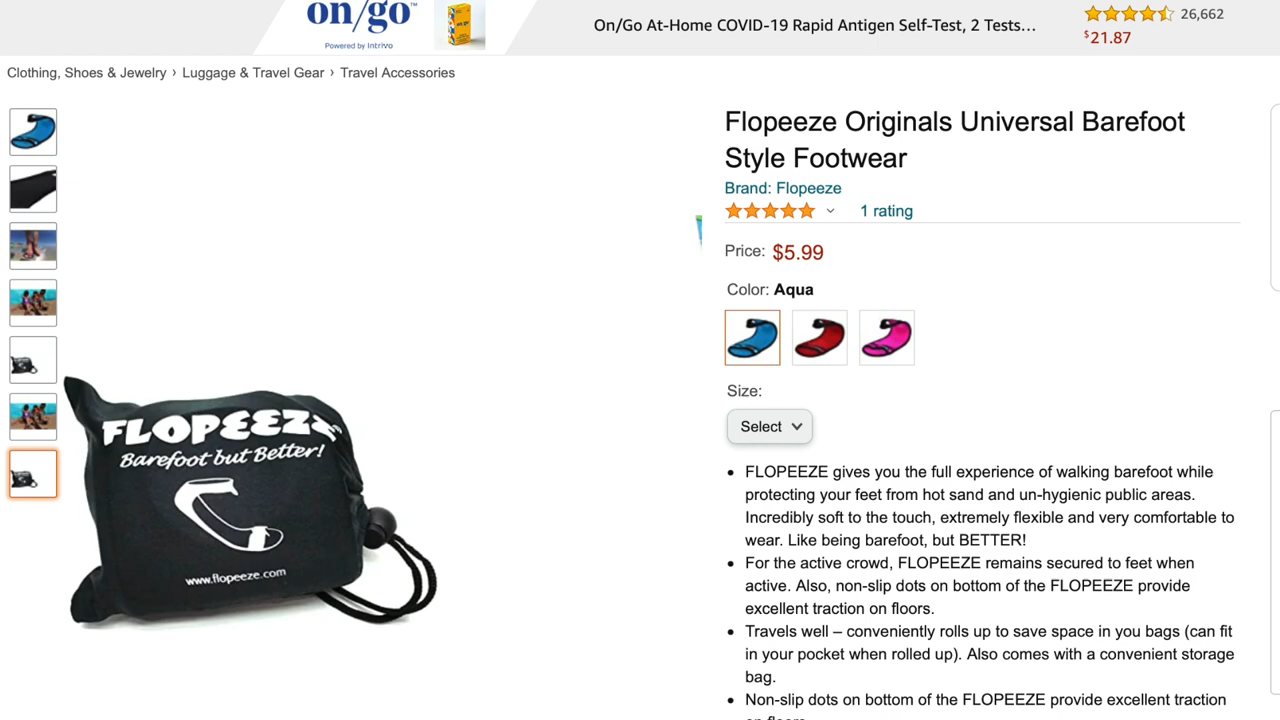 on/go™
Powered by Intrivo
On/Go At-Home COVID-19 Rapid Antigen Self-Test, 2 Tests…
26,662
$21.87
Clothing, Shoes & Jewelry › Luggage & Travel Gear › Travel Accessories
Flopeeze Originals Universal Barefoot
Style Footwear
Brand: Flopeeze
1 rating
Price: $5.99
Color: Aqua
Size:
Select
FLOPEEZE
Barefoot but Better!
www.flopeeze.com
• FLOPEEZE gives you the full experience of walking barefoot while
protecting your feet from hot sand and un-hygienic public areas.
Incredibly soft to the touch, extremely flexible and very comfortable to
wear. Like being barefoot, but BETTER!
• For the active crowd, FLOPEEZE remains secured to feet when
active. Also, non-slip dots on bottom of the FLOPEEZE provide
excellent traction on floors.
• Travels well – conveniently rolls up to save space in you bags (can fit
in your pocket when rolled up). Also comes with a convenient storage
bag.
• Non-slip dots on bottom of the FLOPEEZE provide excellent traction
on floors.